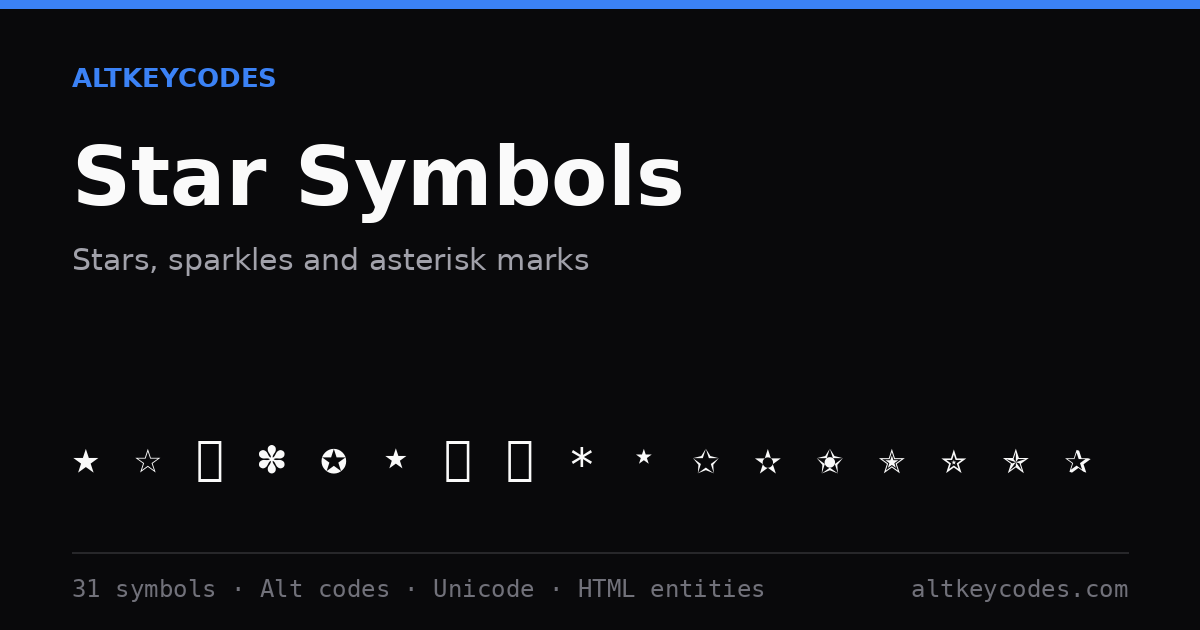 ALTKEYCODES
Star Symbols
Stars, sparkles and asterisk marks
★ ☆ ✽ ✪ ⭑ * ⋆ ✩ ✫ ✬ ✭ ✮ ✯ ✰
31 symbols · Alt codes · Unicode · HTML entities
altkeycodes.com